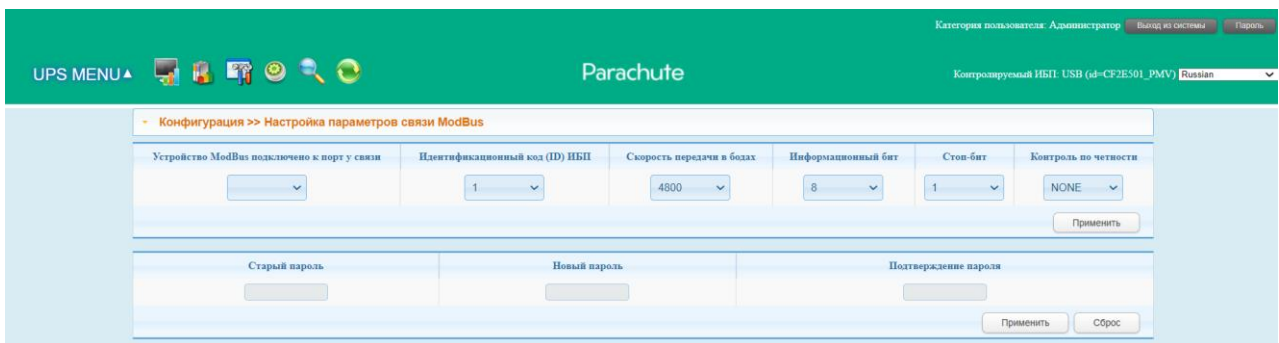 Категория пользователя: Администратор Выход из системы Пароль
UPS MENU▲ Parachute Контролируемый ИБП: USB (id=CF2E501_PMV) Russian
Конфигурация >> Настройка параметров связи ModBus
Устройство ModBus подключено к порт у связи Идентификационный код (ID) ИБП Скорость передачи в бодах Информационный бит Стоп-бит Контроль по четности
1 4800 8 1 NONE
Применить
Старый пароль Новый пароль Подтверждение пароля
Применить Сброс